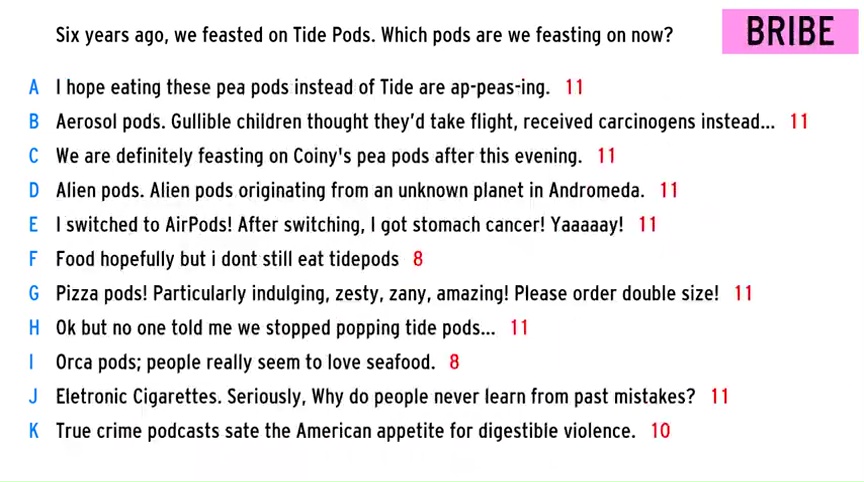 Six years ago, we feasted on Tide Pods. Which pods are we feasting on now?
BRIBE
A I hope eating these pea pods instead of Tide are ap-peas-ing. 11
B Aerosol pods. Gullible children thought they'd take flight, received carcinogens instead... 11
C We are definitely feasting on Coiny's pea pods after this evening. 11
D Alien pods. Alien pods originating from an unknown planet in Andromeda. 11
E I switched to AirPods! After switching, I got stomach cancer! Yaaaaay! 11
F Food hopefully but i dont still eat tidepods 8
G Pizza pods! Particularly indulging, zesty, zany, amazing! Please order double size! 11
H Ok but no one told me we stopped popping tide pods... 11
I Orca pods; people really seem to love seafood. 8
J Eletronic Cigarettes. Seriously, Why do people never learn from past mistakes? 11
K True crime podcasts sate the American appetite for digestible violence. 10